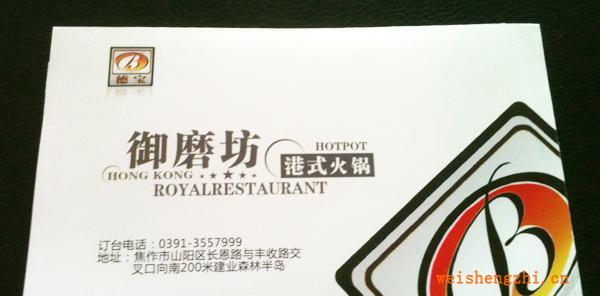 德宝
御磨坊
HOTPOT
港式火锅
HONG KONG
ROYALRESTAURANT
订台电话:0391-3557999
地址:焦作市山阳区长恩路与丰收路交
叉口向南200米建业森林半岛
weishengzhi.cn